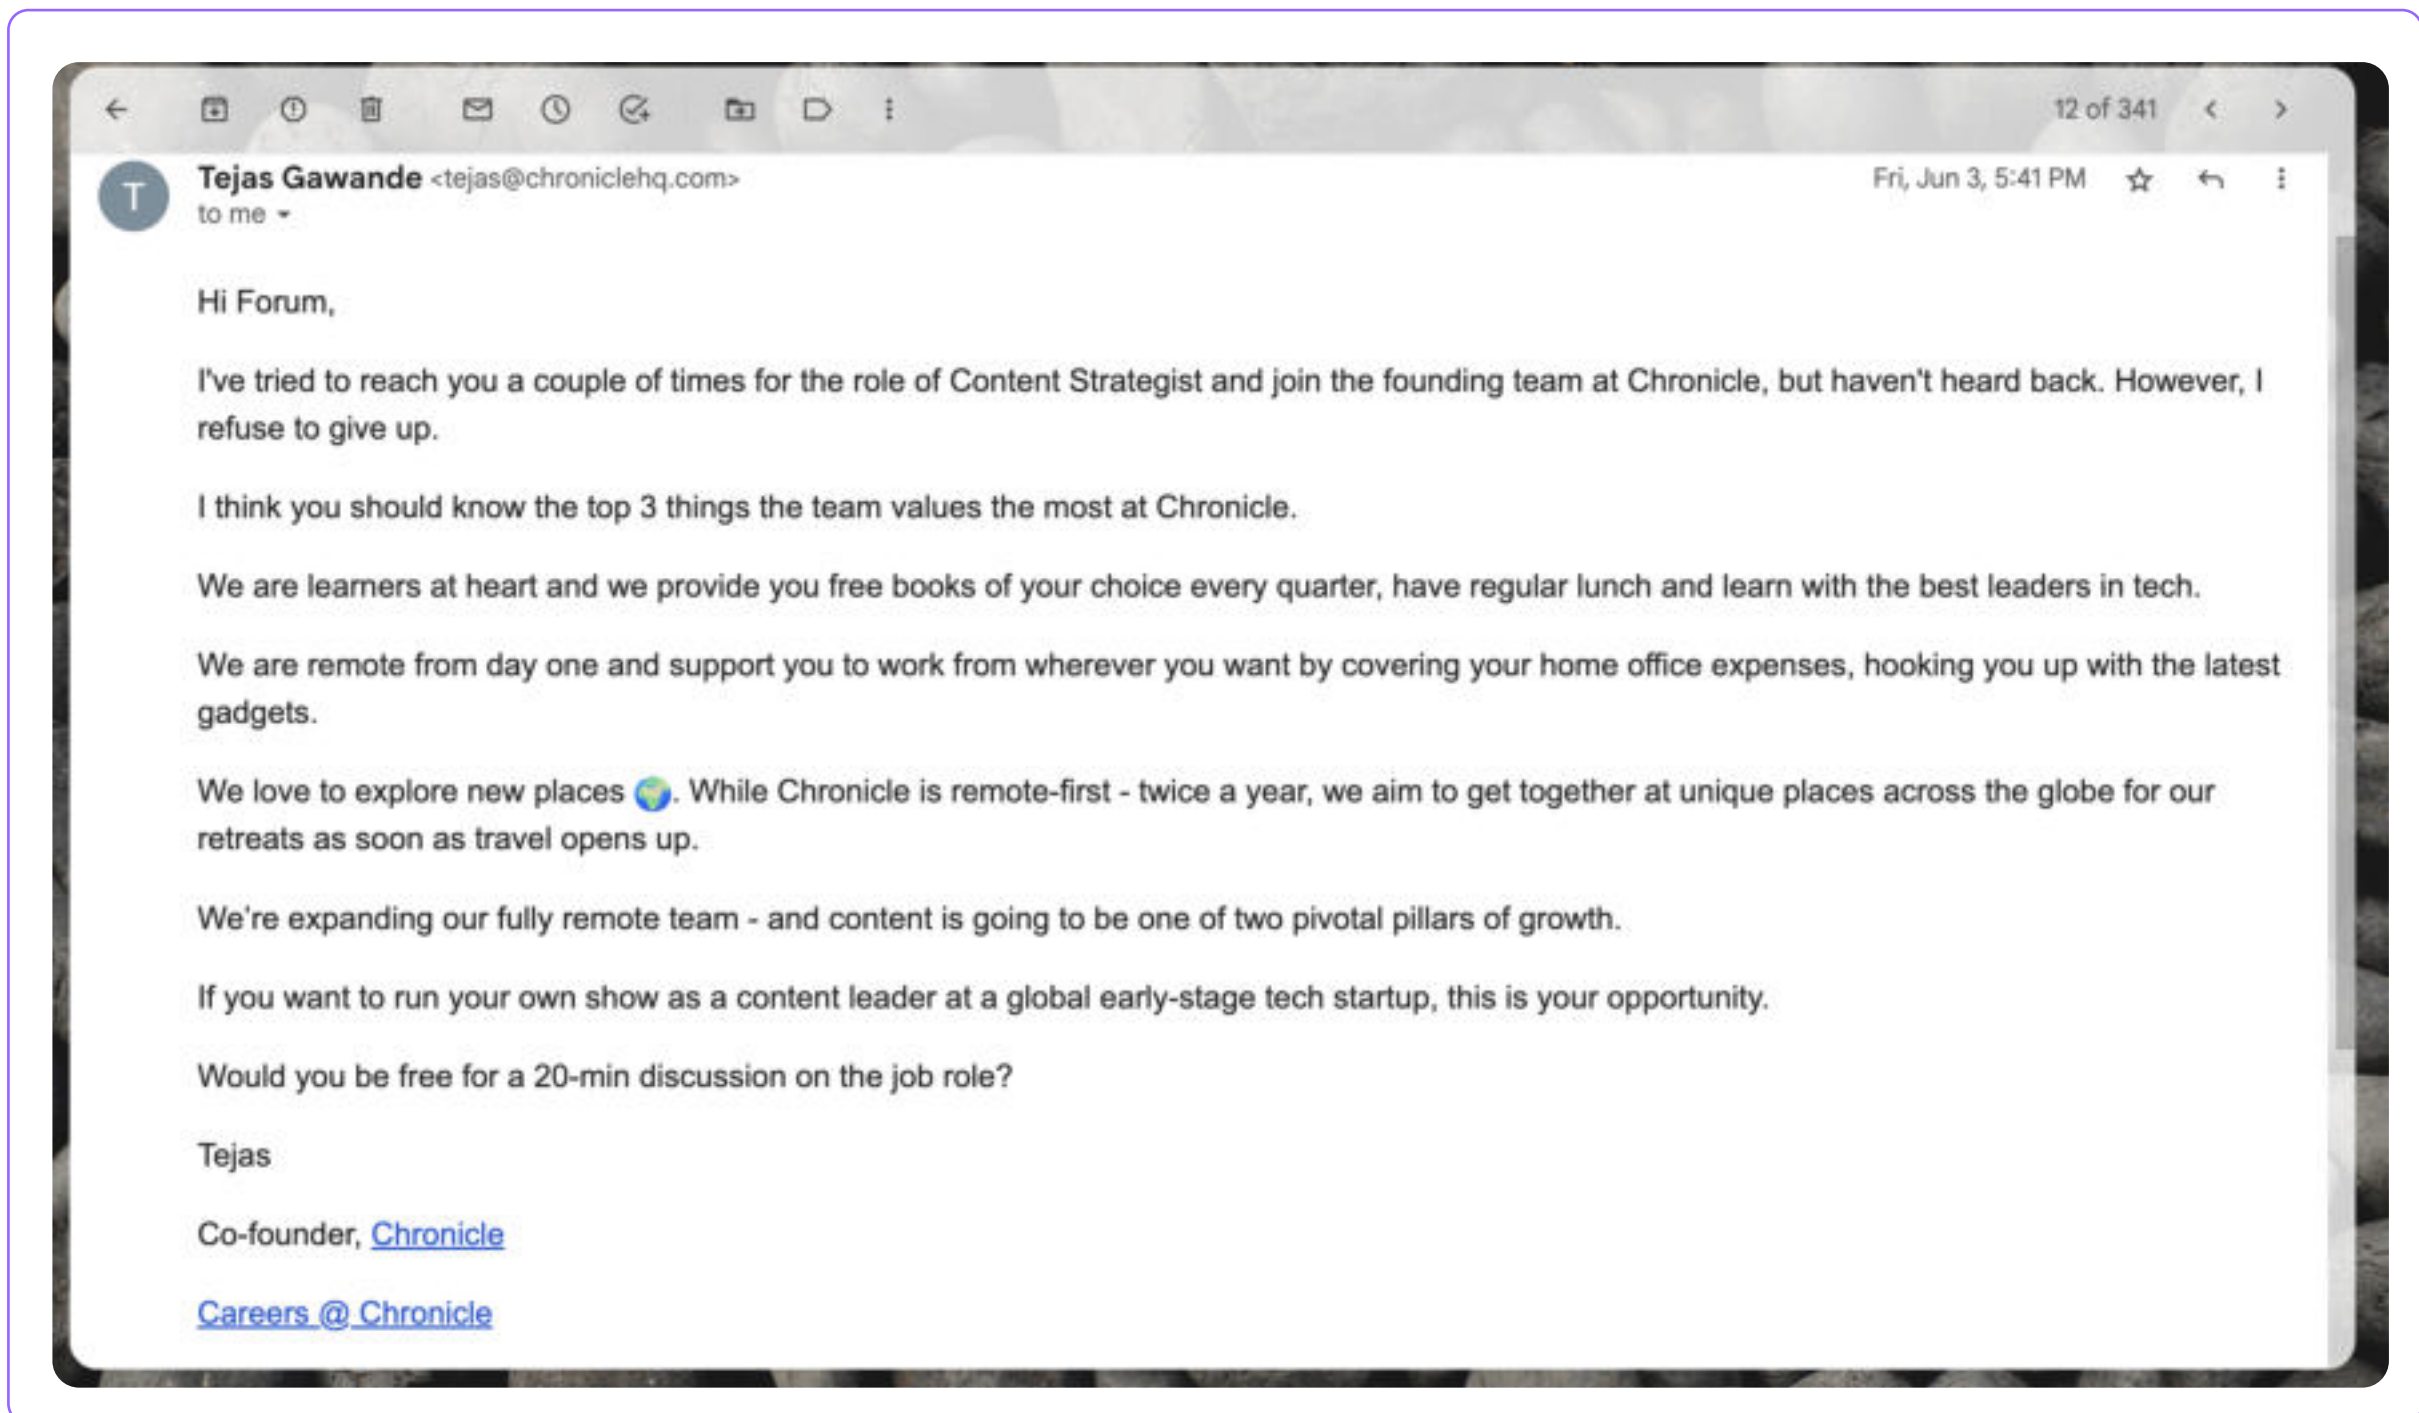 12 of 341
Tejas Gawande <tejas@chroniclehq.com>
Fri, Jun 3, 5:41 PM
T
to me
Hi Forum,
I've tried to reach you a couple of times for the role of Content Strategist and join the founding team at Chronicle, but haven't heard back. However, I
refuse to give up.
I think you should know the top 3 things the team values the most at Chronicle.
We are learners at heart and we provide you free books of your choice every quarter, have regular lunch and learn with the best leaders in tech.
We are remote from day one and support you to work from wherever you want by covering your home office expenses, hooking you up with the latest
gadgets.
We love to explore new places 🌍. While Chronicle is remote-first - twice a year, we aim to get together at unique places across the globe for our
retreats as soon as travel opens up.
We're expanding our fully remote team - and content is going to be one of two pivotal pillars of growth.
If you want to run your own show as a content leader at a global early-stage tech startup, this is your opportunity.
Would you be free for a 20-min discussion on the job role?
Tejas
Co-founder, Chronicle
Careers @ Chronicle